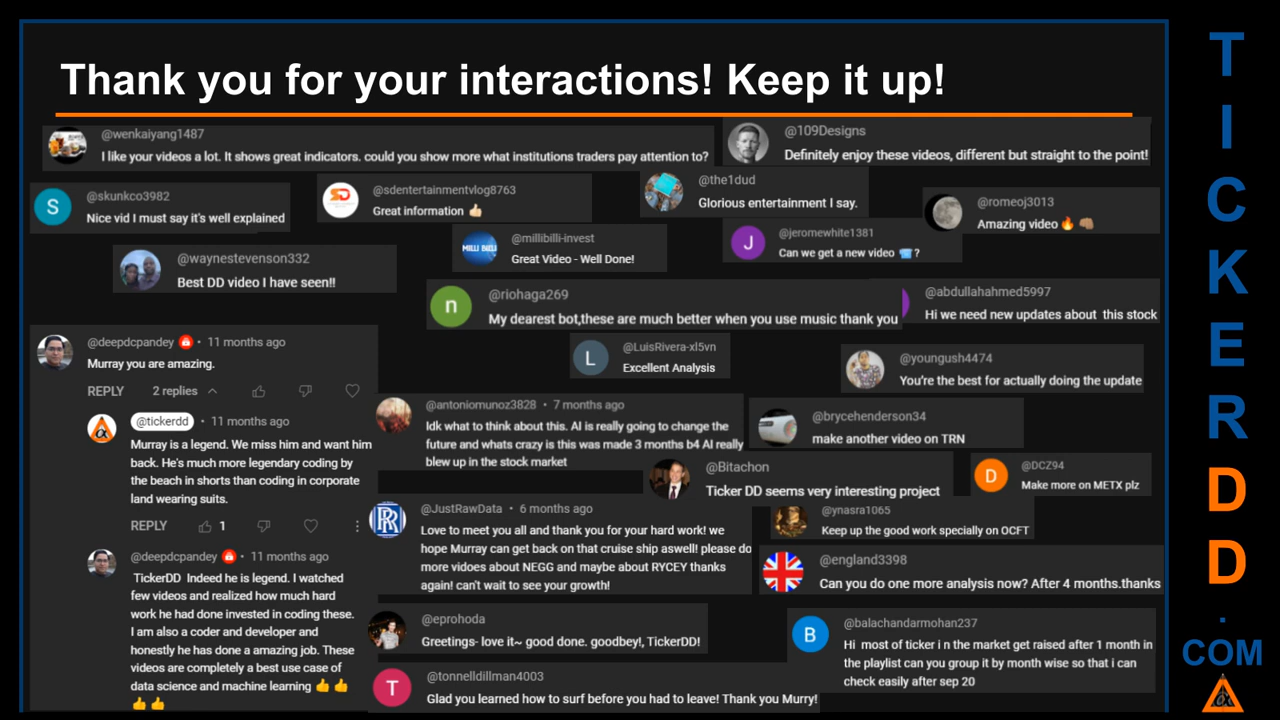 Thank you for your interactions! Keep it up!
@wenkaiyang1487
I like your videos a lot. It shows great indicators. could you show more what institutions traders pay attention to?
@109Designs
Definitely enjoy these videos, different but straight to the point!
@skunkco3982
Nice vid I must say it's well explained
@sdentertainmentvlog8763
Great information 👍🏻
@the1dud
Glorious entertainment I say.
@romeoj3013
Amazing video 🔥 👊🏽
@waynestevenson332
Best DD video I have seen!!
MILLI BILLI
@millibilli-invest
Great Video - Well Done!
J
@jeromewhite1381
Can we get a new video ?
n
@riohaga269
My dearest bot,these are much better when you use music thank you
@abdullahahmed5997
Hi we need new updates about this stock
L
@LuisRivera-xl5vn
Excellent Analysis
@youngush4474
You're the best for actually doing the update
@deepdcpandey • 11 months ago
Murray you are amazing.
REPLY 2 replies
@tickerdd • 11 months ago
Murray is a legend. We miss him and want him
back. He's much more legendary coding by
the beach in shorts than coding in corporate
land wearing suits.
REPLY 1
@deepdcpandey • 11 months ago
TickerDD Indeed he is legend. I watched
few videos and realized how much hard
work he had done invested in coding these.
I am also a coder and developer and
honestly he has done a amazing job. These
videos are completely a best use case of
data science and machine learning 👍👍
👍👍
@antoniomunoz3828 • 7 months ago
Idk what to think about this. AI is really going to change the
future and whats crazy is this was made 3 months b4 AI really
blew up in the stock market
@brycehenderson34
make another video on TRN
@Bitachon
Ticker DD seems very interesting project
D
@DCZ94
Make more on METX plz
@JustRawData • 6 months ago
Love to meet you all and thank you for your hard work! we
hope Murray can get back on that cruise ship aswell! please do
more vidoes about NEGG and maybe about RYCEY thanks
again! can't wait to see your growth!
@ynasra1065
Keep up the good work specially on OCFT
@england3398
Can you do one more analysis now? After 4 months.thanks
@eprohoda
Greetings- love it~ good done. goodbey!, TickerDD!
B
@balachandarmohan237
Hi most of ticker i n the market get raised after 1 month in
the playlist can you group it by month wise so that i can
check easily after sep 20
T
@tonnelldillman4003
Glad you learned how to surf before you had to leave! Thank you Murry!
S
TICKERDD
.
COM